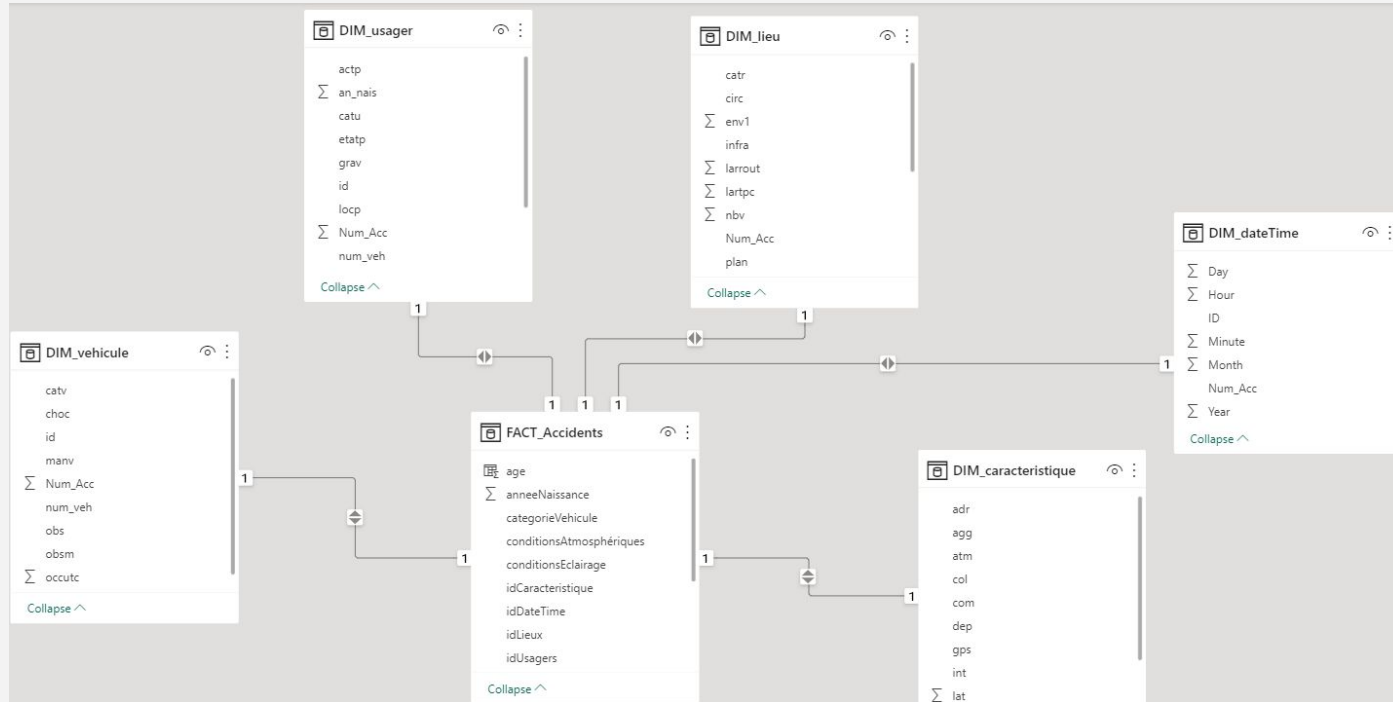 DIM_usager
actp
an_nais
catu
etatp
grav
id
locp
Num_Acc
num_veh
Collapse
1
DIM_lieu
catr
circ
env1
infra
larrout
lartpc
nbv
Num_Acc
plan
Collapse
1
DIM_dateTime
Day
Hour
ID
Minute
Month
Num_Acc
Year
Collapse
1
DIM_vehicule
catv
choc
id
manv
Num_Acc
num_veh
obs
obsm
occutc
Collapse
1
1 1 1
FACT_Accidents
age
anneeNaissance
categorieVehicule
conditionsAtmosphériques
conditionsEclairage
idCaracteristique
idDateTime
idLieux
idUsagers
Collapse
1
1
DIM_caracteristique
adr
agg
atm
col
com
dep
gps
int
lat
1